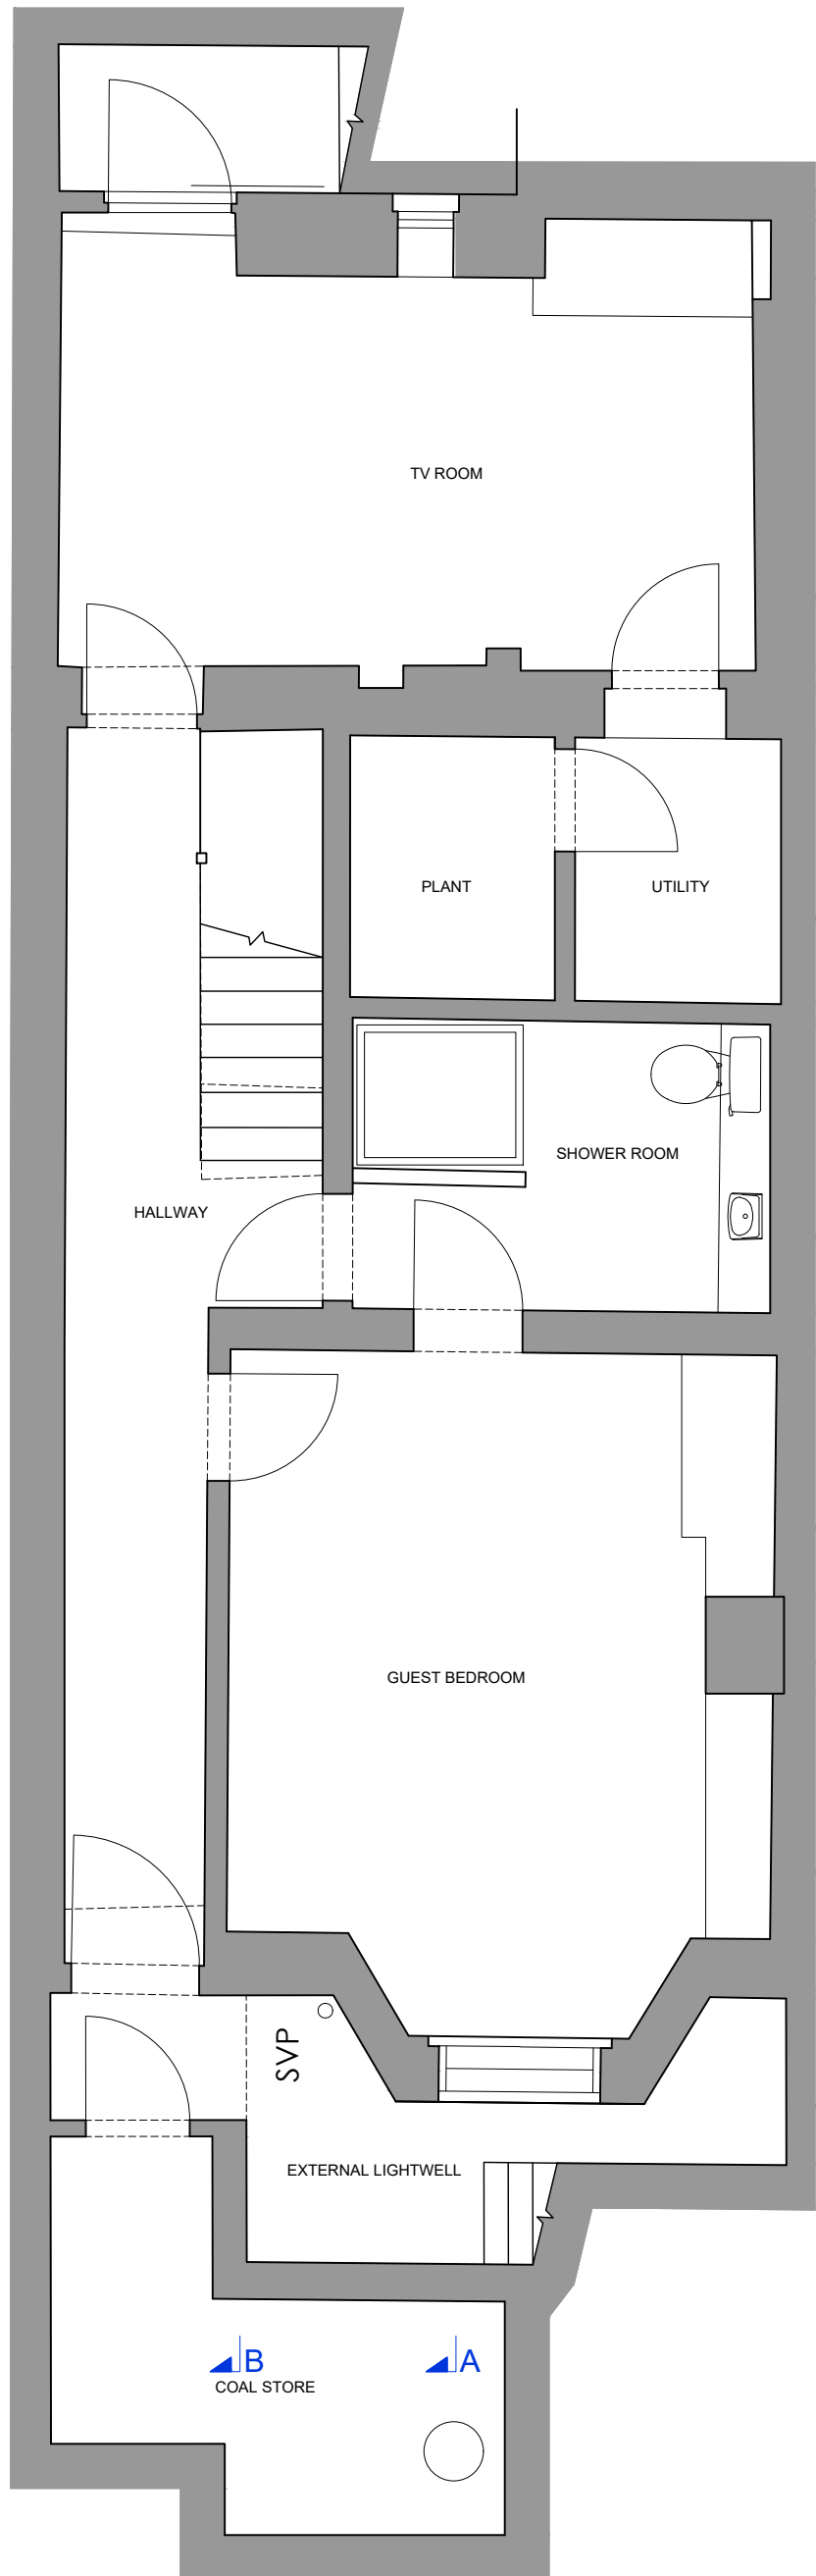 TV ROOM
PLANT
UTILITY
SHOWER ROOM
HALLWAY
GUEST BEDROOM
SVP
EXTERNAL LIGHTWELL
B
A
COAL STORE